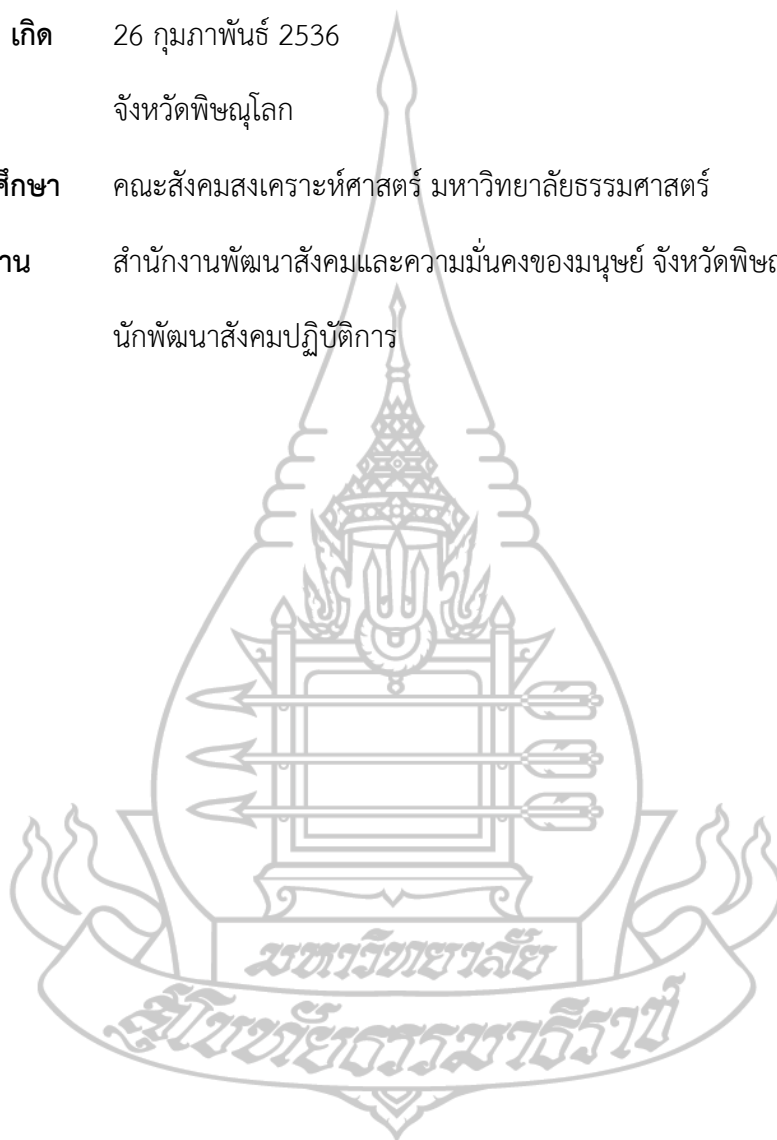 เกิด 26 กุมภาพันธ์ 2536
จังหวัดพิษณุโลก
ศึกษา คณะสังคมสงเคราะห์ศาสตร์ มหาวิทยาลัยธรรมศาสตร์
สำนักงานพัฒนาสังคมและความมั่นคงของมนุษย์ จังหวัด
นักพัฒนาสังคมปฏิบัติการ
มหาวิทยาลัย
สุโขทัยธรรมาธิราช